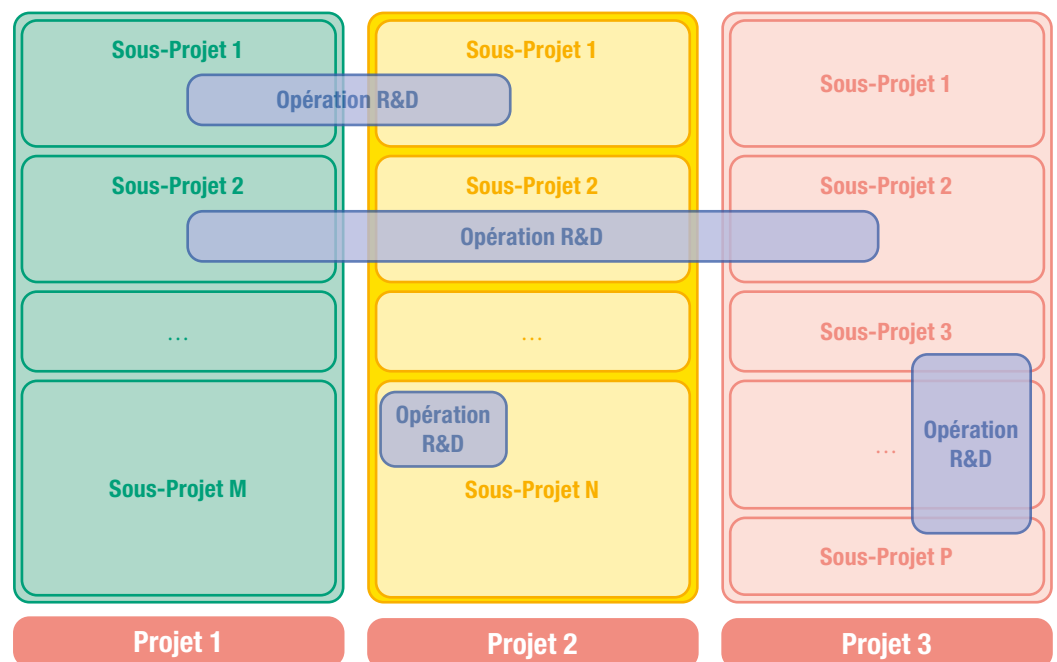 Sous-Projet 1
Opération R&D
Sous-Projet 2
...
Sous-Projet M
Projet 1
Sous-Projet 1
Sous-Projet 2
Opération R&D
...
Opération
R&D
Sous-Projet N
Projet 2
Sous-Projet 1
Sous-Projet 2
Sous-Projet 3
...
Opération
R&D
Sous-Projet P
Projet 3